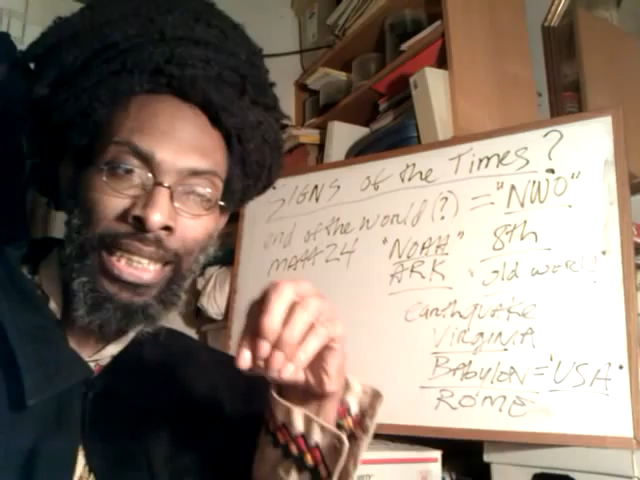 "SIGNS of the Times?
end of the world(?) = "NWO"
MATT 24 "NOAH" 8th
ARK "old world"
earthquake
VIRGINIA
BAbylON = "USA"
ROME